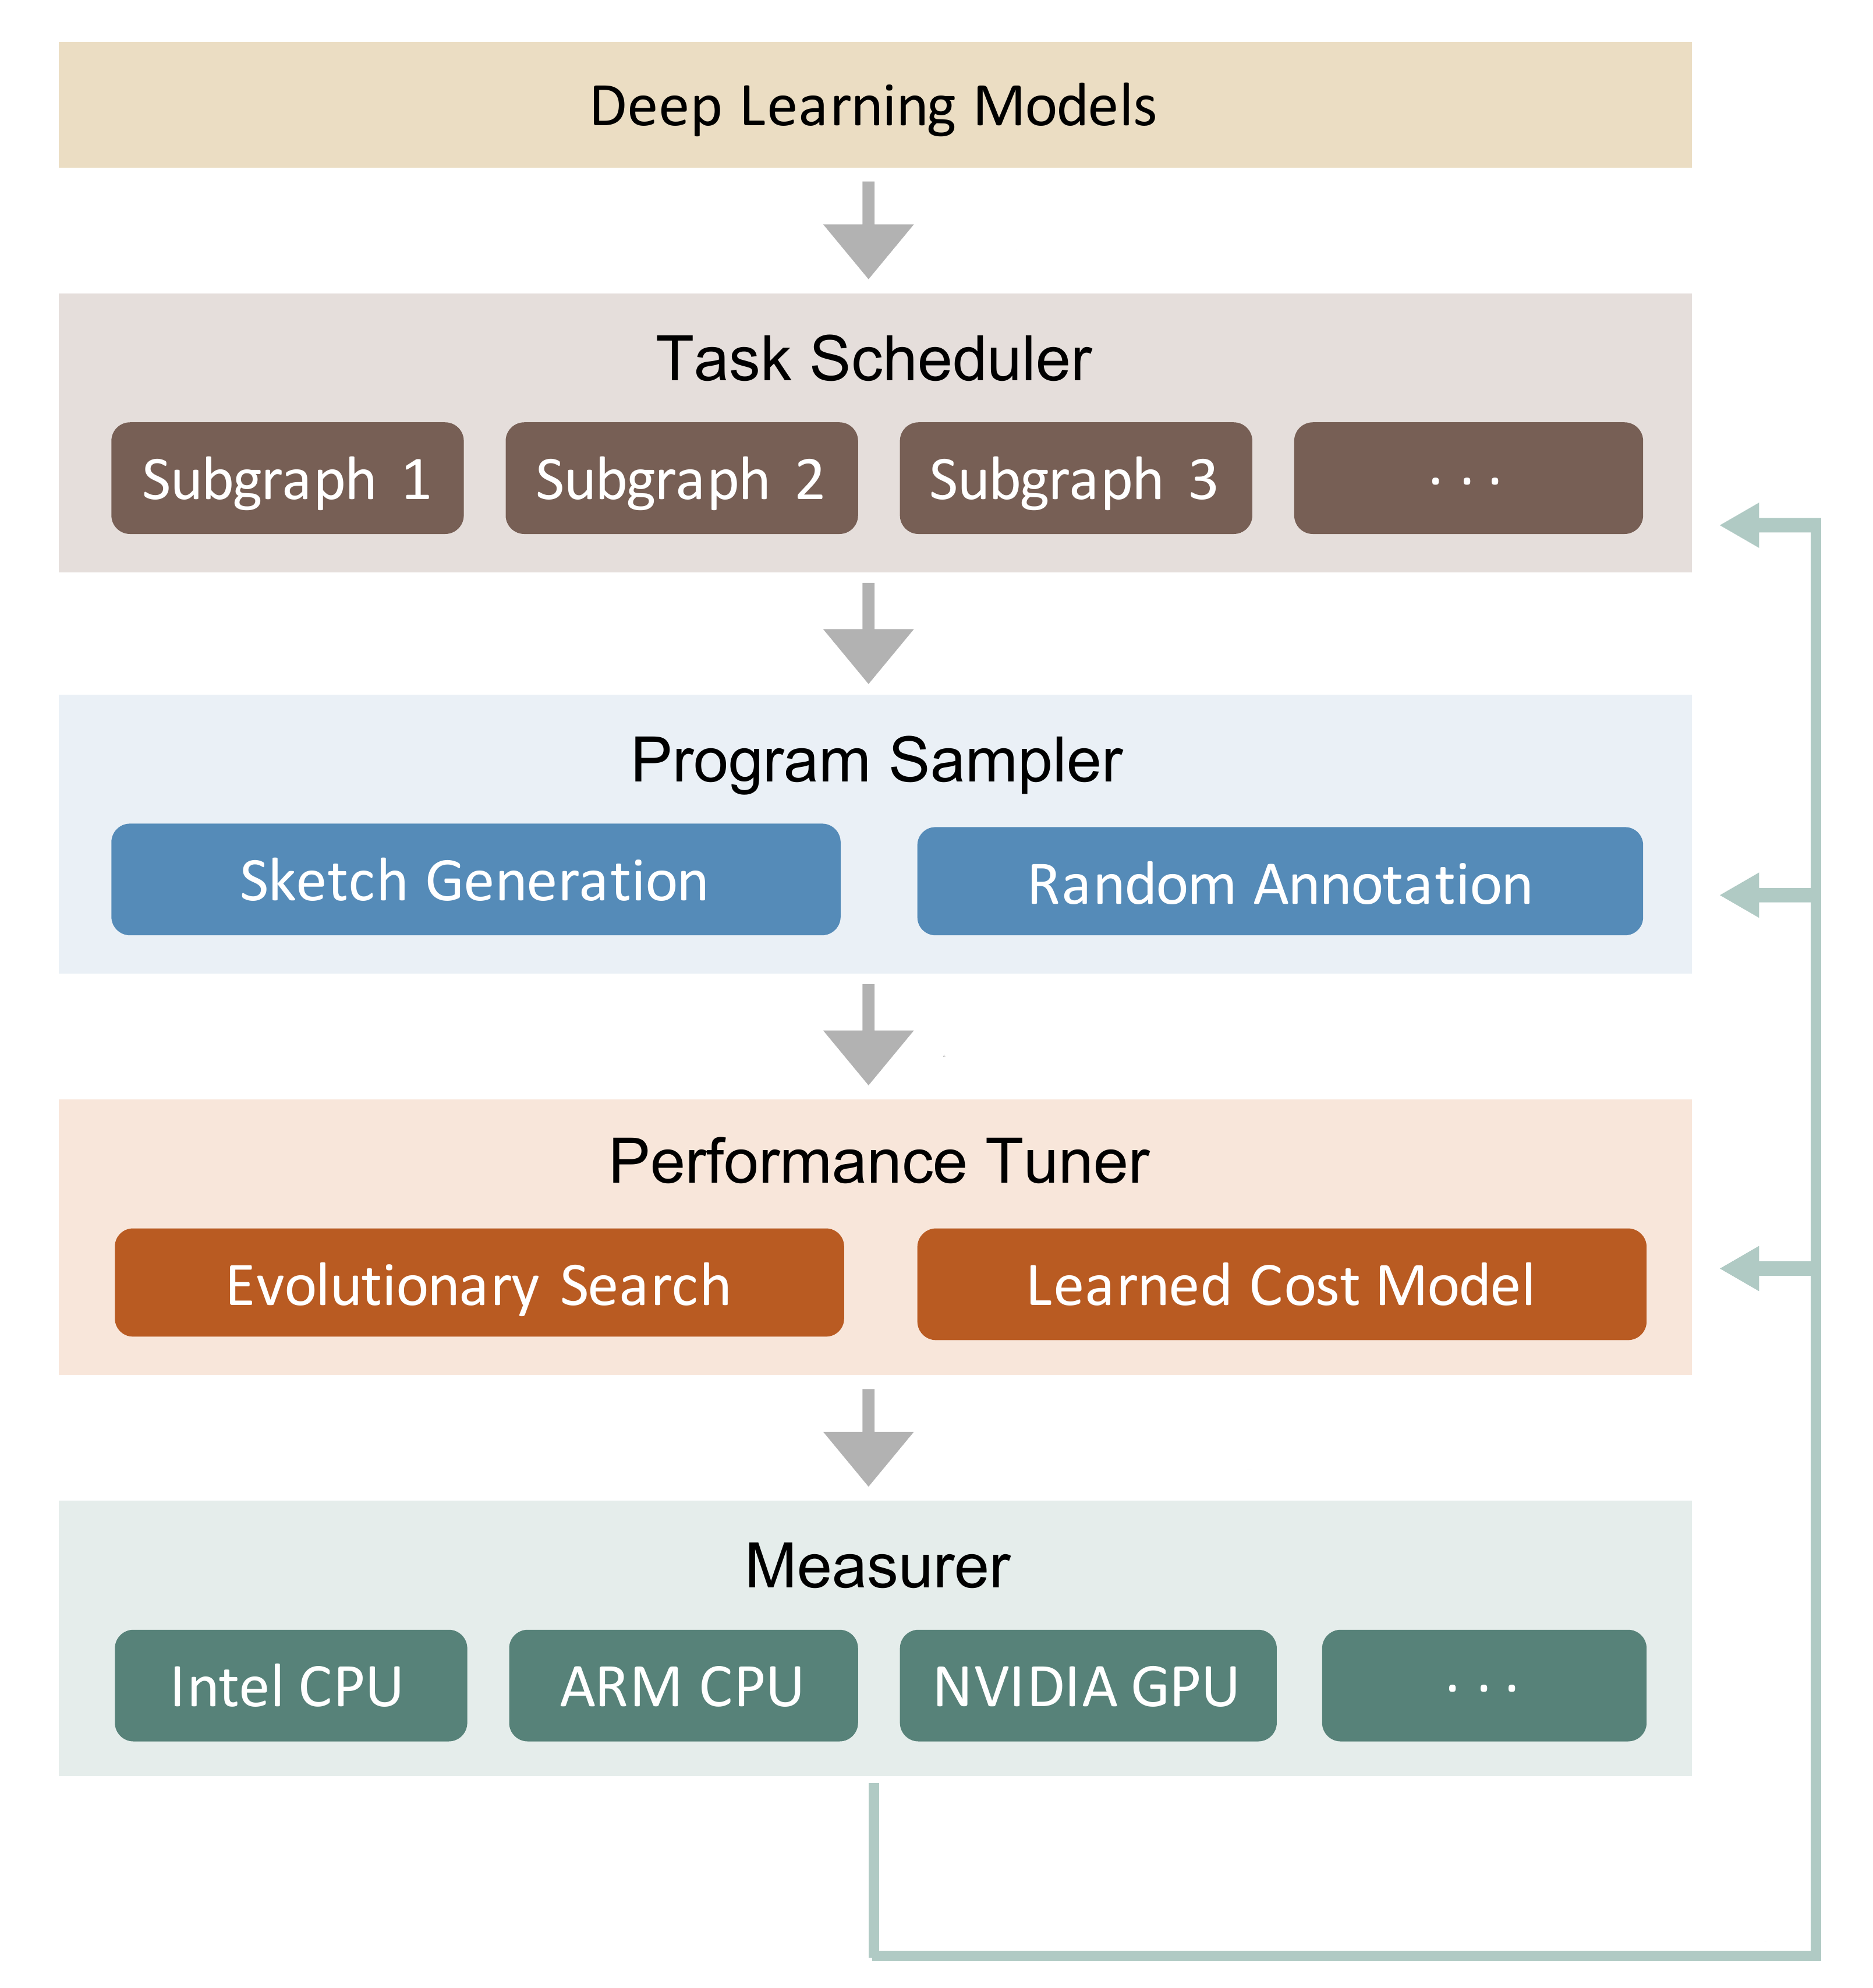 Deep Learning Models
Task Scheduler
Subgraph 1
Subgraph 2
Subgraph 3
. . .
Program Sampler
Sketch Generation
Random Annotation
Performance Tuner
Evolutionary Search
Learned Cost Model
Measurer
Intel CPU
ARM CPU
NVIDIA GPU
. . .